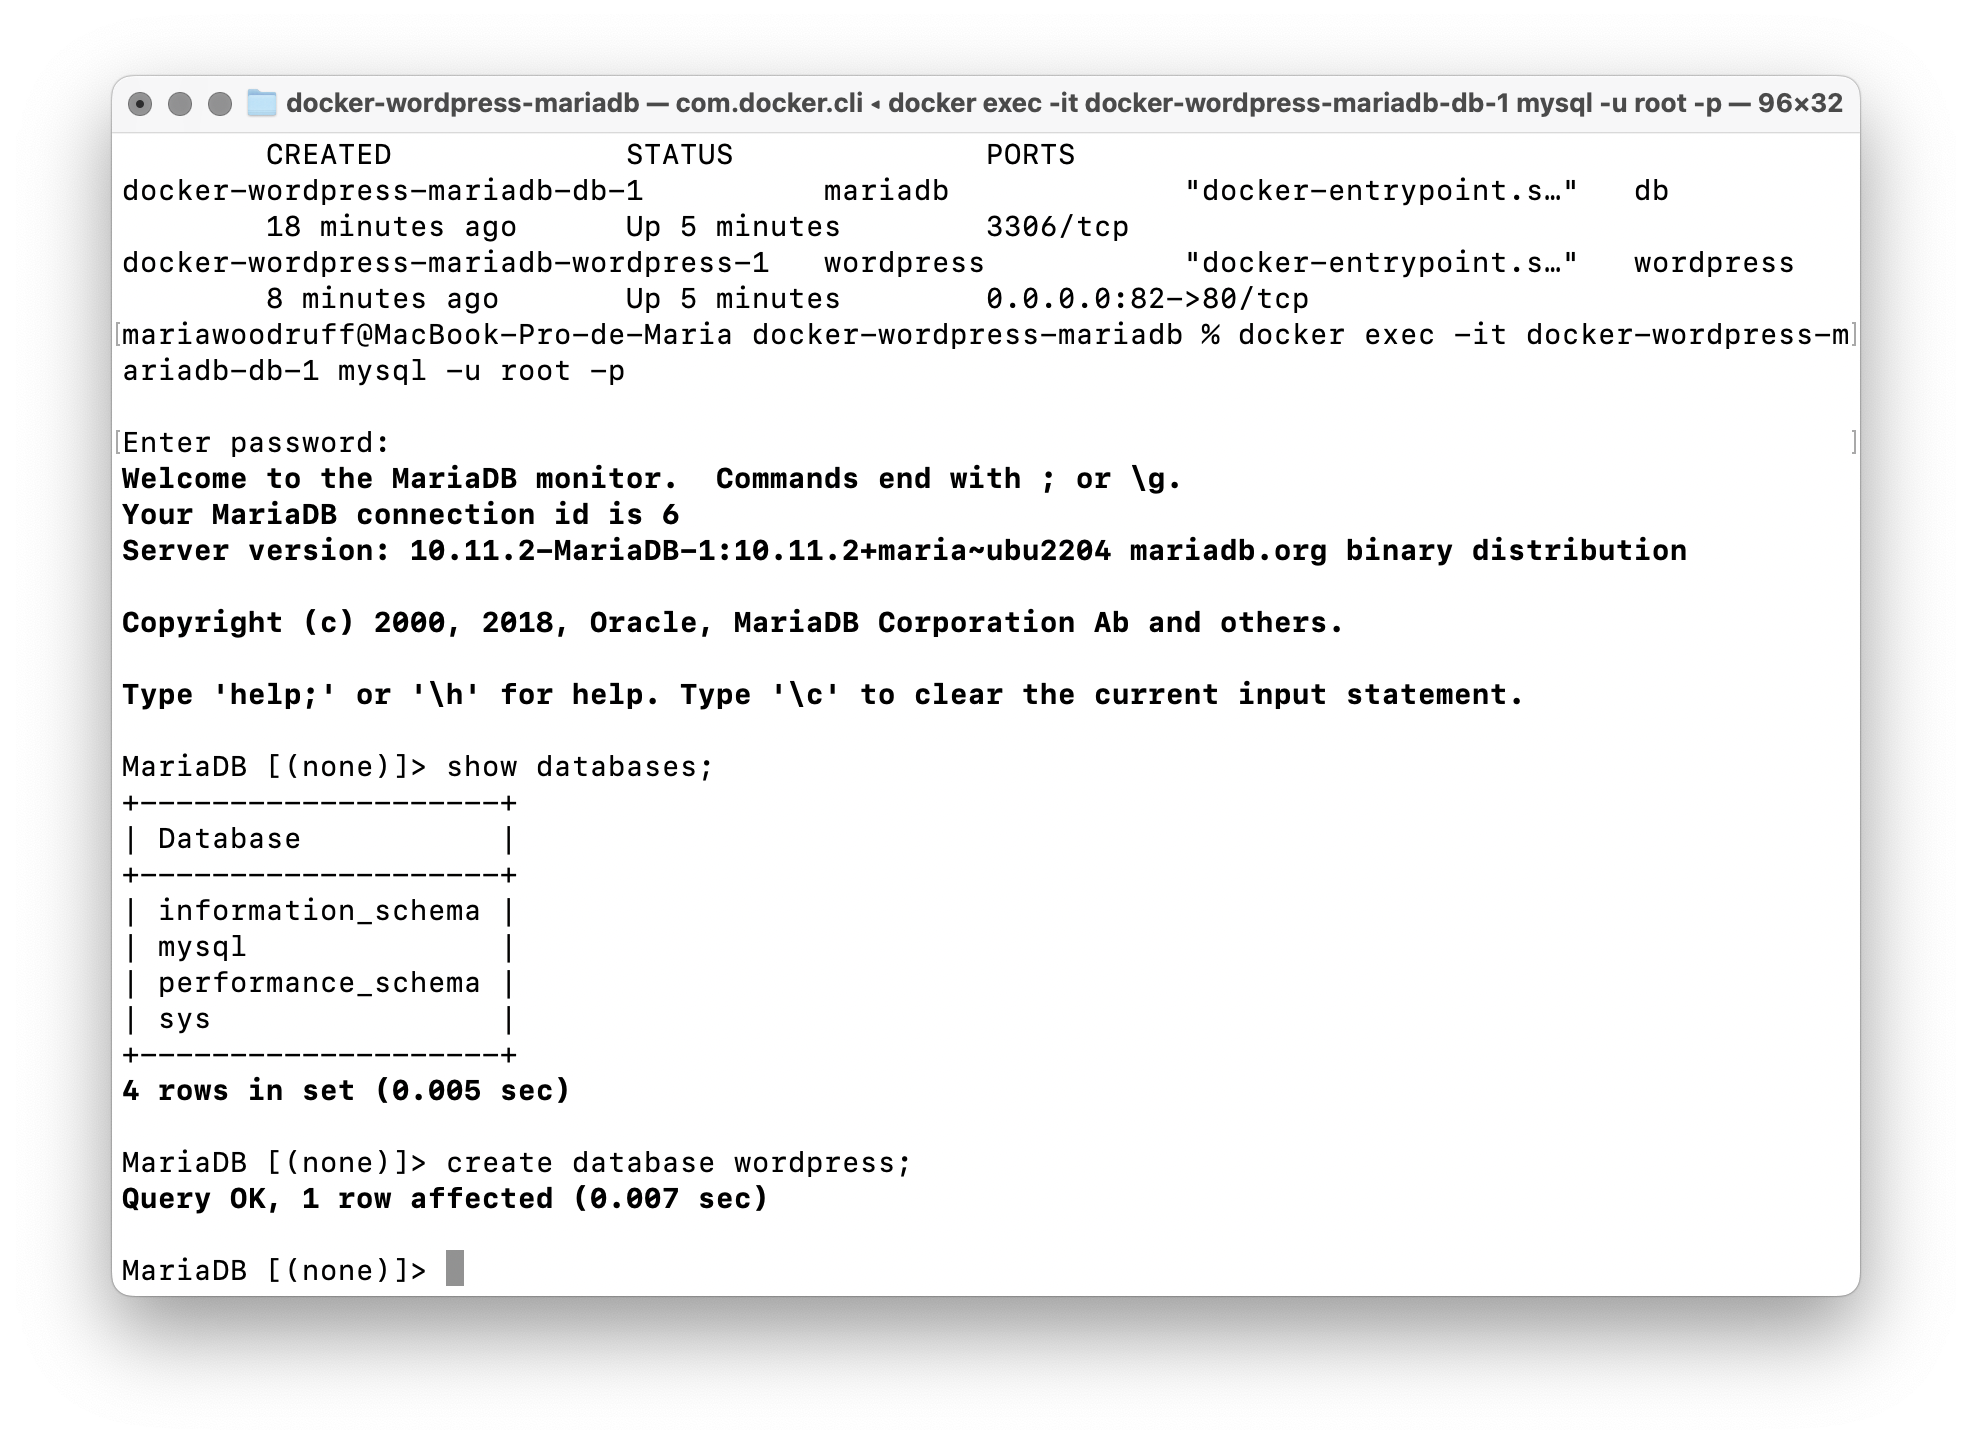 docker-wordpress-mariadb — com.docker.cli ◂ docker exec -it docker-wordpress-mariadb-db-1 mysql -u root -p — 96×32
        CREATED             STATUS              PORTS
docker-wordpress-mariadb-db-1          mariadb             "docker-entrypoint.s…"   db
        18 minutes ago      Up 5 minutes        3306/tcp
docker-wordpress-mariadb-wordpress-1   wordpress           "docker-entrypoint.s…"   wordpress
        8 minutes ago       Up 5 minutes        0.0.0.0:82->80/tcp
[mariawoodruff@MacBook-Pro-de-Maria docker-wordpress-mariadb % docker exec -it docker-wordpress-m]
ariadb-db-1 mysql -u root -p
[Enter password: ]
Welcome to the MariaDB monitor.  Commands end with ; or \g.
Your MariaDB connection id is 6
Server version: 10.11.2-MariaDB-1:10.11.2+maria~ubu2204 mariadb.org binary distribution
Copyright (c) 2000, 2018, Oracle, MariaDB Corporation Ab and others.
Type 'help;' or '\h' for help. Type '\c' to clear the current input statement.
MariaDB [(none)]> show databases;
+--------------------+
| Database           |
+--------------------+
| information_schema |
| mysql              |
| performance_schema |
| sys                |
+--------------------+
4 rows in set (0.005 sec)
MariaDB [(none)]> create database wordpress;
Query OK, 1 row affected (0.007 sec)
MariaDB [(none)]>